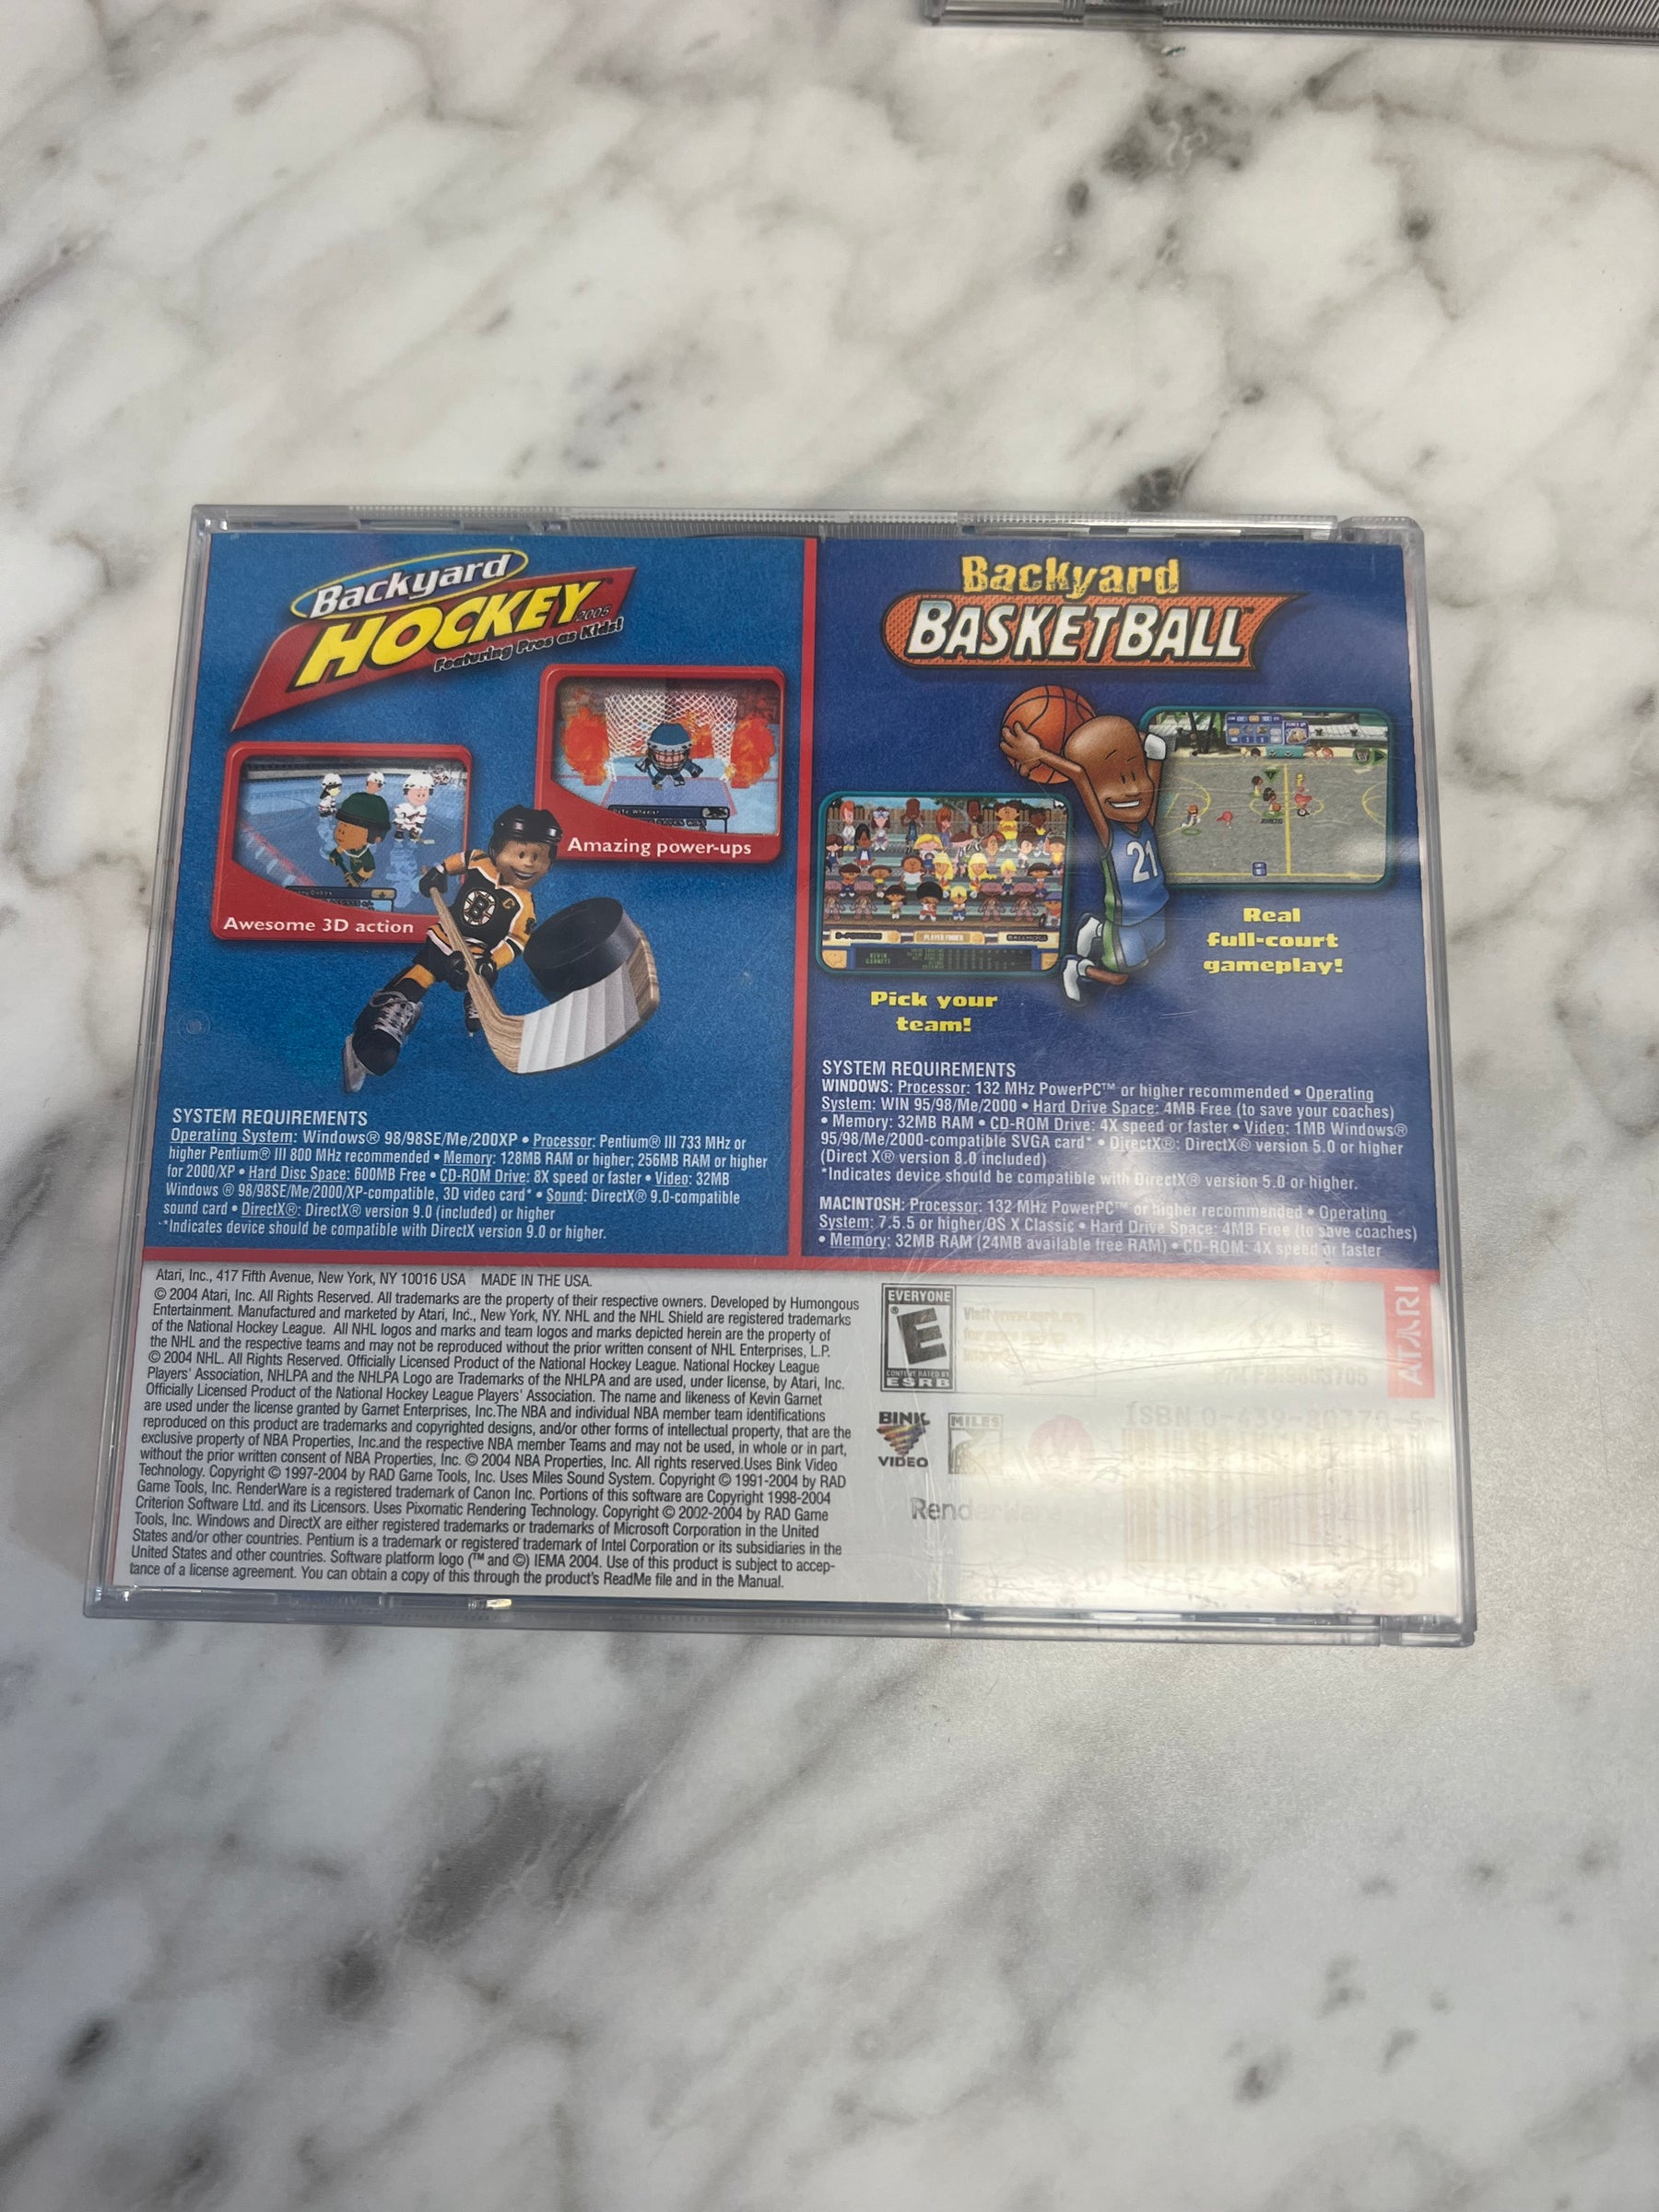 Backyard
HOCKEY
2005
Featuring Pros as Kids!
Amazing power-ups
Awesome 3D action
SYSTEM REQUIREMENTS
Operating System: Windows® 98/98SE/Me/200XP • Processor: Pentium® III 733 MHz or
higher Pentium® III 800 MHz recommended • Memory: 128MB RAM or higher; 256MB RAM or higher
for 2000/XP • Hard Disc Space: 600MB Free • CD-ROM Drive: 8X speed or faster • Video: 32MB
Windows ® 98/98SE/Me/2000/XP-compatible, 3D video card* • Sound: DirectX® 9.0-compatible
sound card • DirectX®: DirectX® version 9.0 (included) or higher
*Indicates device should be compatible with DirectX version 9.0 or higher.
Backyard
BASKETBALL™
21
PLAYER FINDER
KEVIN
GARNETT
Real
full-court
gameplay!
Pick your
team!
SYSTEM REQUIREMENTS
WINDOWS: Processor: 132 MHz PowerPC™ or higher recommended • Operating
System: WIN 95/98/Me/2000 • Hard Drive Space: 4MB Free (to save your coaches)
• Memory: 32MB RAM • CD-ROM Drive: 4X speed or faster • Video: 1MB Windows®
95/98/Me/2000-compatible SVGA card* • DirectX®: DirectX® version 5.0 or higher
(Direct X® version 8.0 included)
*Indicates device should be compatible with DirectX® version 5.0 or higher.
MACINTOSH: Processor: 132 MHz PowerPC™ or higher recommended • Operating
System: 7.5.5 or higher/OS X Classic • Hard Drive Space: 4MB Free (to save coaches)
• Memory: 32MB RAM (24MB available free RAM) • CD-ROM: 4X speed or faster
Atari, Inc., 417 Fifth Avenue, New York, NY 10016 USA MADE IN THE USA.
© 2004 Atari, Inc. All Rights Reserved. All trademarks are the property of their respective owners. Developed by Humongous
Entertainment. Manufactured and marketed by Atari, Inc., New York, NY. NHL and the NHL Shield are registered trademarks
of the National Hockey League. All NHL logos and marks and team logos and marks depicted herein are the property of
the NHL and the respective teams and may not be reproduced without the prior written consent of NHL Enterprises, L.P.
© 2004 NHL. All Rights Reserved. Officially Licensed Product of the National Hockey League. National Hockey League
Players' Association, NHLPA and the NHLPA Logo are Trademarks of the NHLPA and are used, under license, by Atari, Inc.
Officially Licensed Product of the National Hockey League Players' Association. The name and likeness of Kevin Garnet
are used under the license granted by Garnet Enterprises, Inc.The NBA and individual NBA member team identifications
reproduced on this product are trademarks and copyrighted designs, and/or other forms of intellectual property, that are the
exclusive property of NBA Properties, Inc.and the respective NBA member Teams and may not be used, in whole or in part,
without the prior written consent of NBA Properties, Inc. © 2004 NBA Properties, Inc. All rights reserved.Uses Bink Video
Technology. Copyright © 1997-2004 by RAD Game Tools, Inc. Uses Miles Sound System. Copyright © 1991-2004 by RAD
Game Tools, Inc. RenderWare is a registered trademark of Canon Inc. Portions of this software are Copyright 1998-2004
Criterion Software Ltd. and its Licensors. Uses Pixomatic Rendering Technology. Copyright © 2002-2004 by RAD Game
Tools, Inc. Windows and DirectX are either registered trademarks or trademarks of Microsoft Corporation in the United
States and/or other countries. Pentium is a trademark or registered trademark of Intel Corporation or its subsidiaries in the
United States and other countries. Software platform logo (™ and ©) IEMA 2004. Use of this product is subject to accep-
tance of a license agreement. You can obtain a copy of this through the product's ReadMe file and in the Manual.
EVERYONE
E
CONTENT RATED BY
ESRB
Visit www.esrb.org
ATARI
BINK
VIDEO
MILES
ISBN